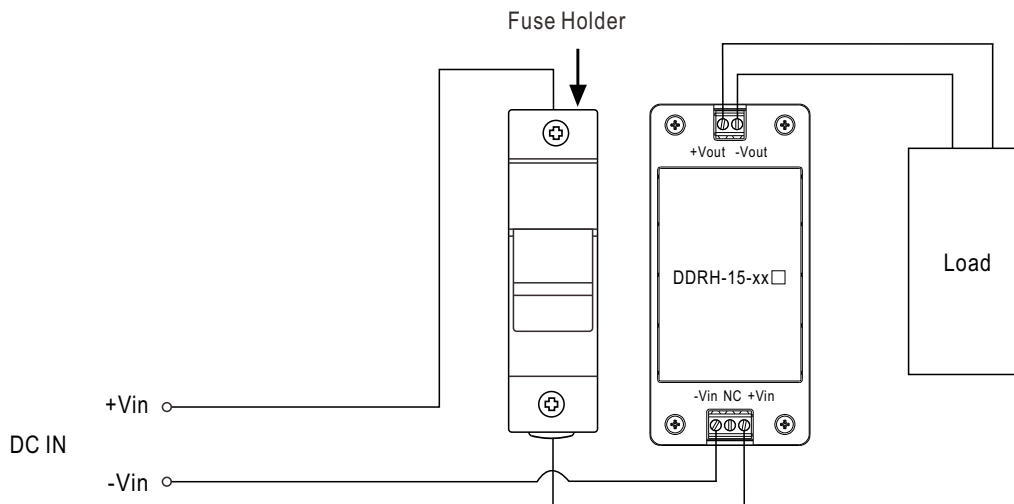 Fuse Holder
+Vout -Vout
DDRH-15-xx□
Load
-Vin NC +Vin
+Vin
DC IN
-Vin